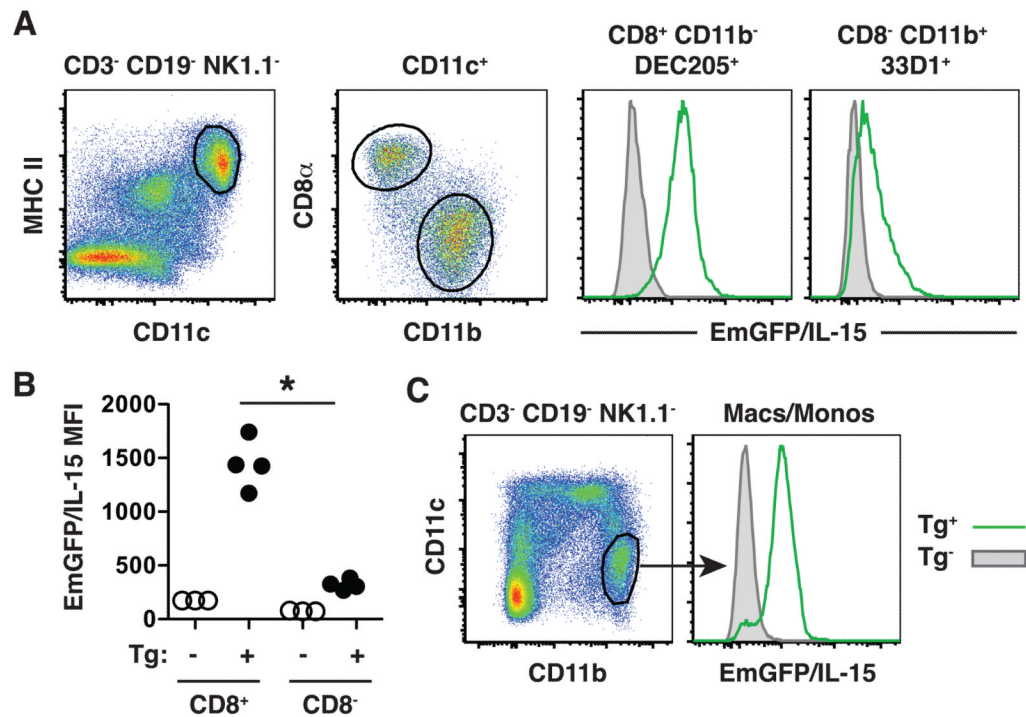 A
CD3⁻ CD19⁻ NK1.1⁻
MHC II
CD11c
CD11c⁺
CD8α
CD11b
CD8⁺ CD11b⁻
DEC205⁺
CD8⁻ CD11b⁺
33D1⁺
EmGFP/IL-15
B
EmGFP/IL-15 MFI
2000
1500
1000
500
0
Tg: - + - +
CD8⁺ CD8⁻
C
CD3⁻ CD19⁻ NK1.1⁻
CD11c
CD11b
Macs/Monos
EmGFP/IL-15
Tg⁺
Tg⁻
*